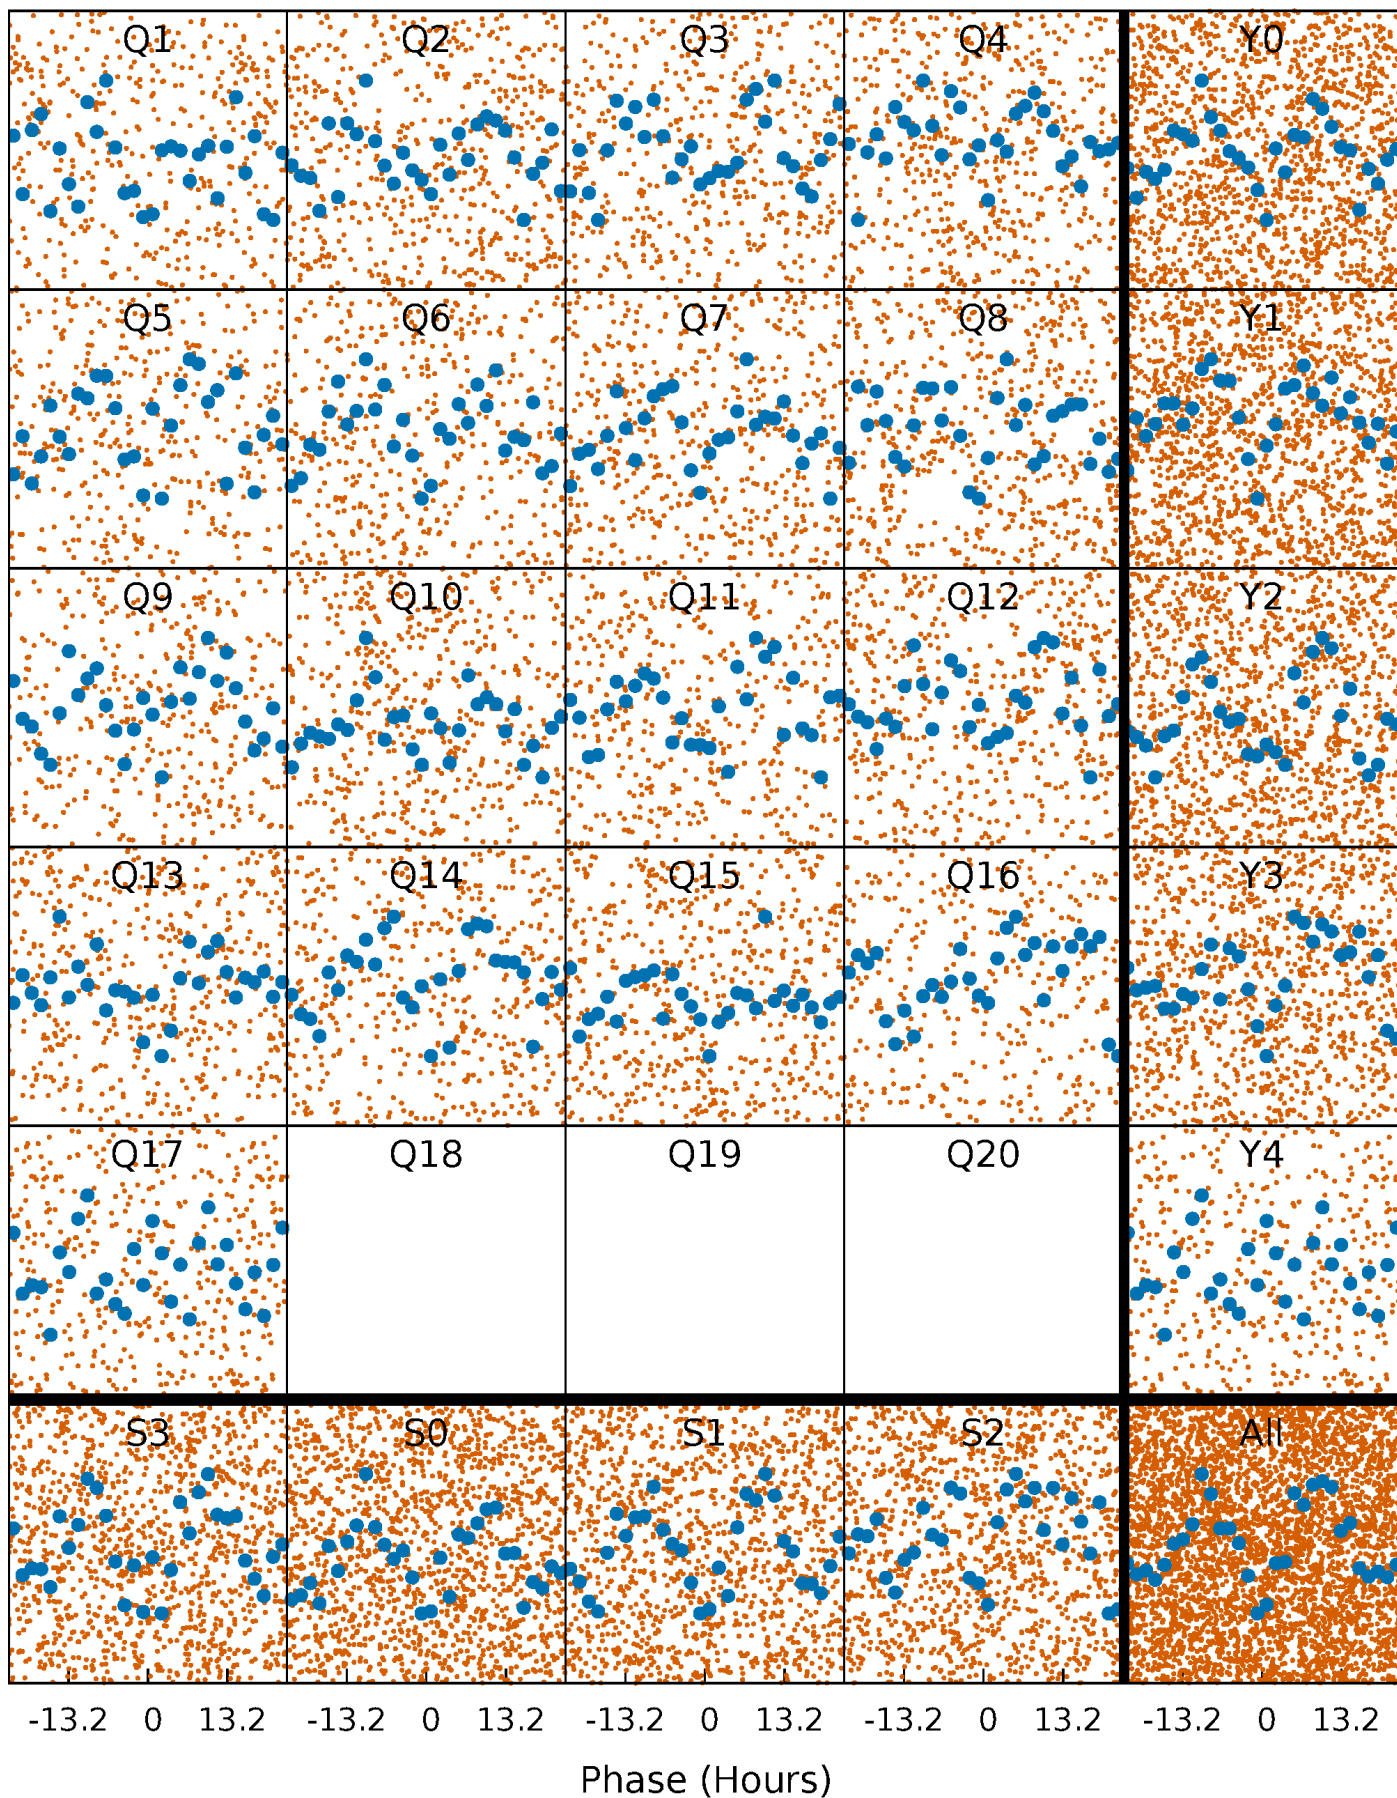 Q1 Q2 Q3 Q4 Y0
Q5 Q6 Q7 Q8 Y1
Q9 Q10 Q11 Q12 Y2
Q13 Q14 Q15 Q16 Y3
Q17 Q18 Q19 Q20 Y4
S3 S0 S1 S2 All
-13.2 0 13.2 -13.2 0 13.2 -13.2 0 13.2 -13.2 0 13.2 -13.2 0 13.2
Phase (Hours)